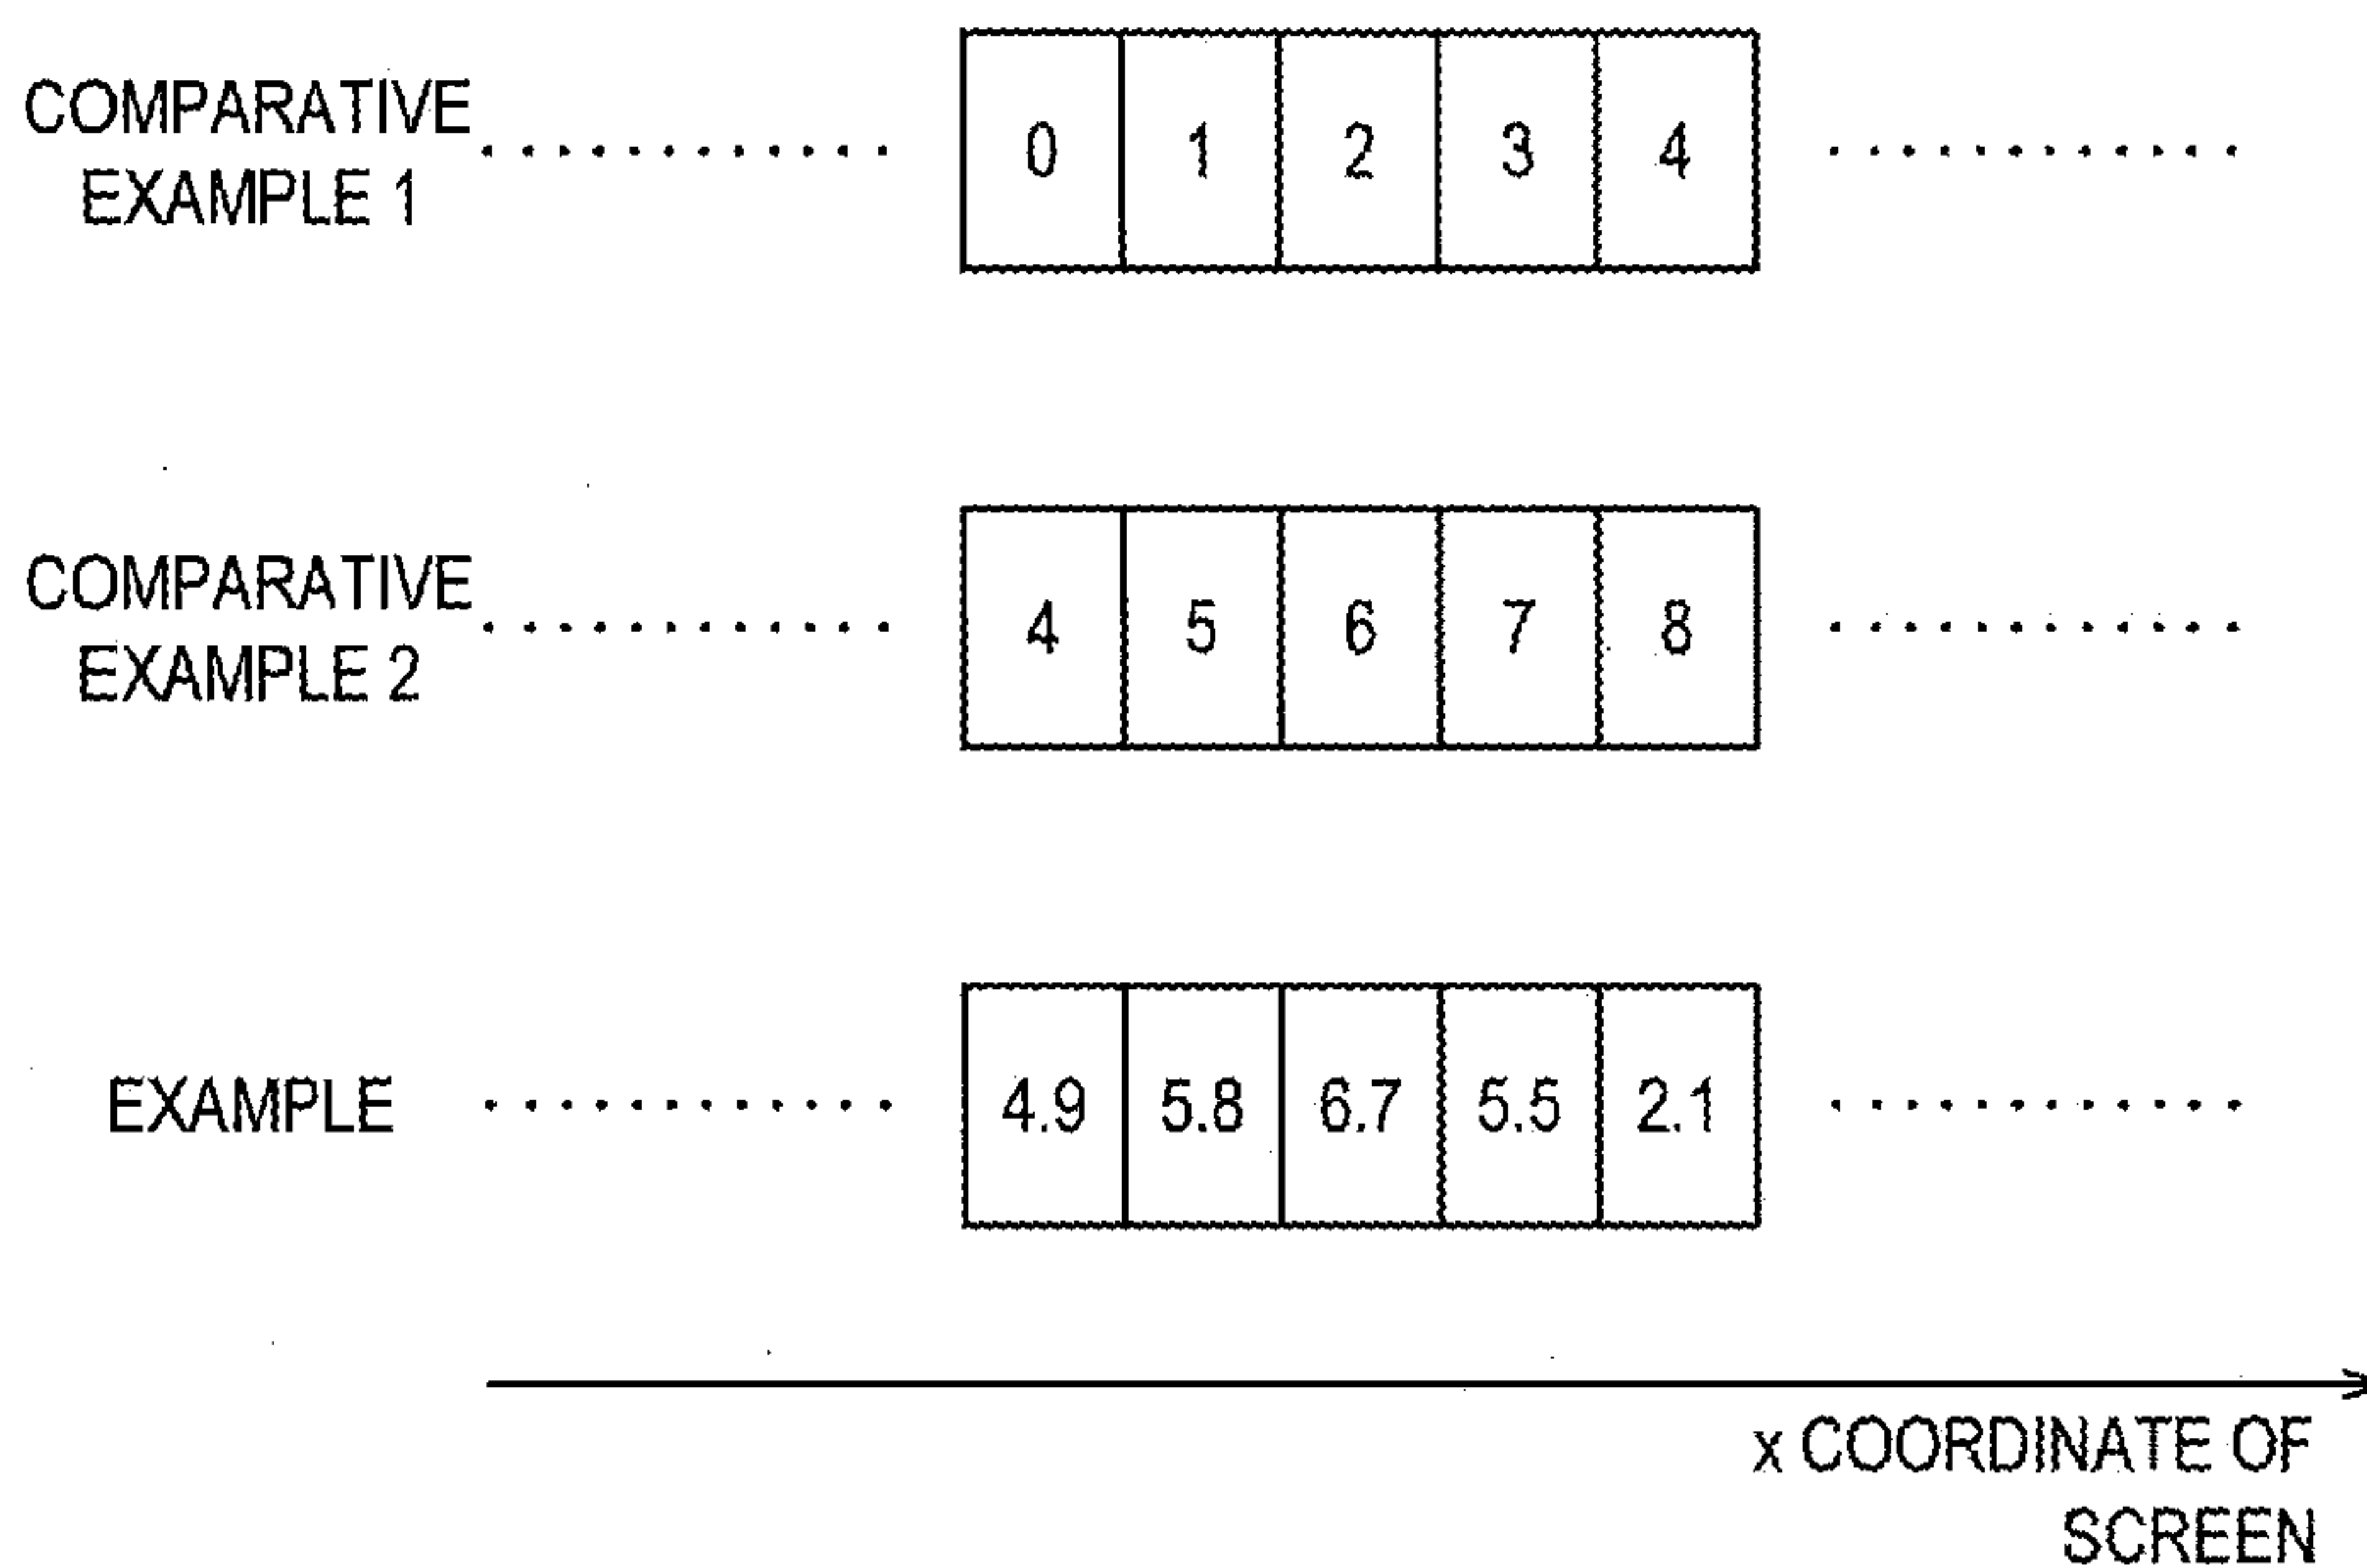 COMPARATIVE
EXAMPLE 1
0 1 2 3 4
COMPARATIVE
EXAMPLE 2
4 5 6 7 8
EXAMPLE
4.9 5.8 6.7 5.5 2.1
x COORDINATE OF
SCREEN